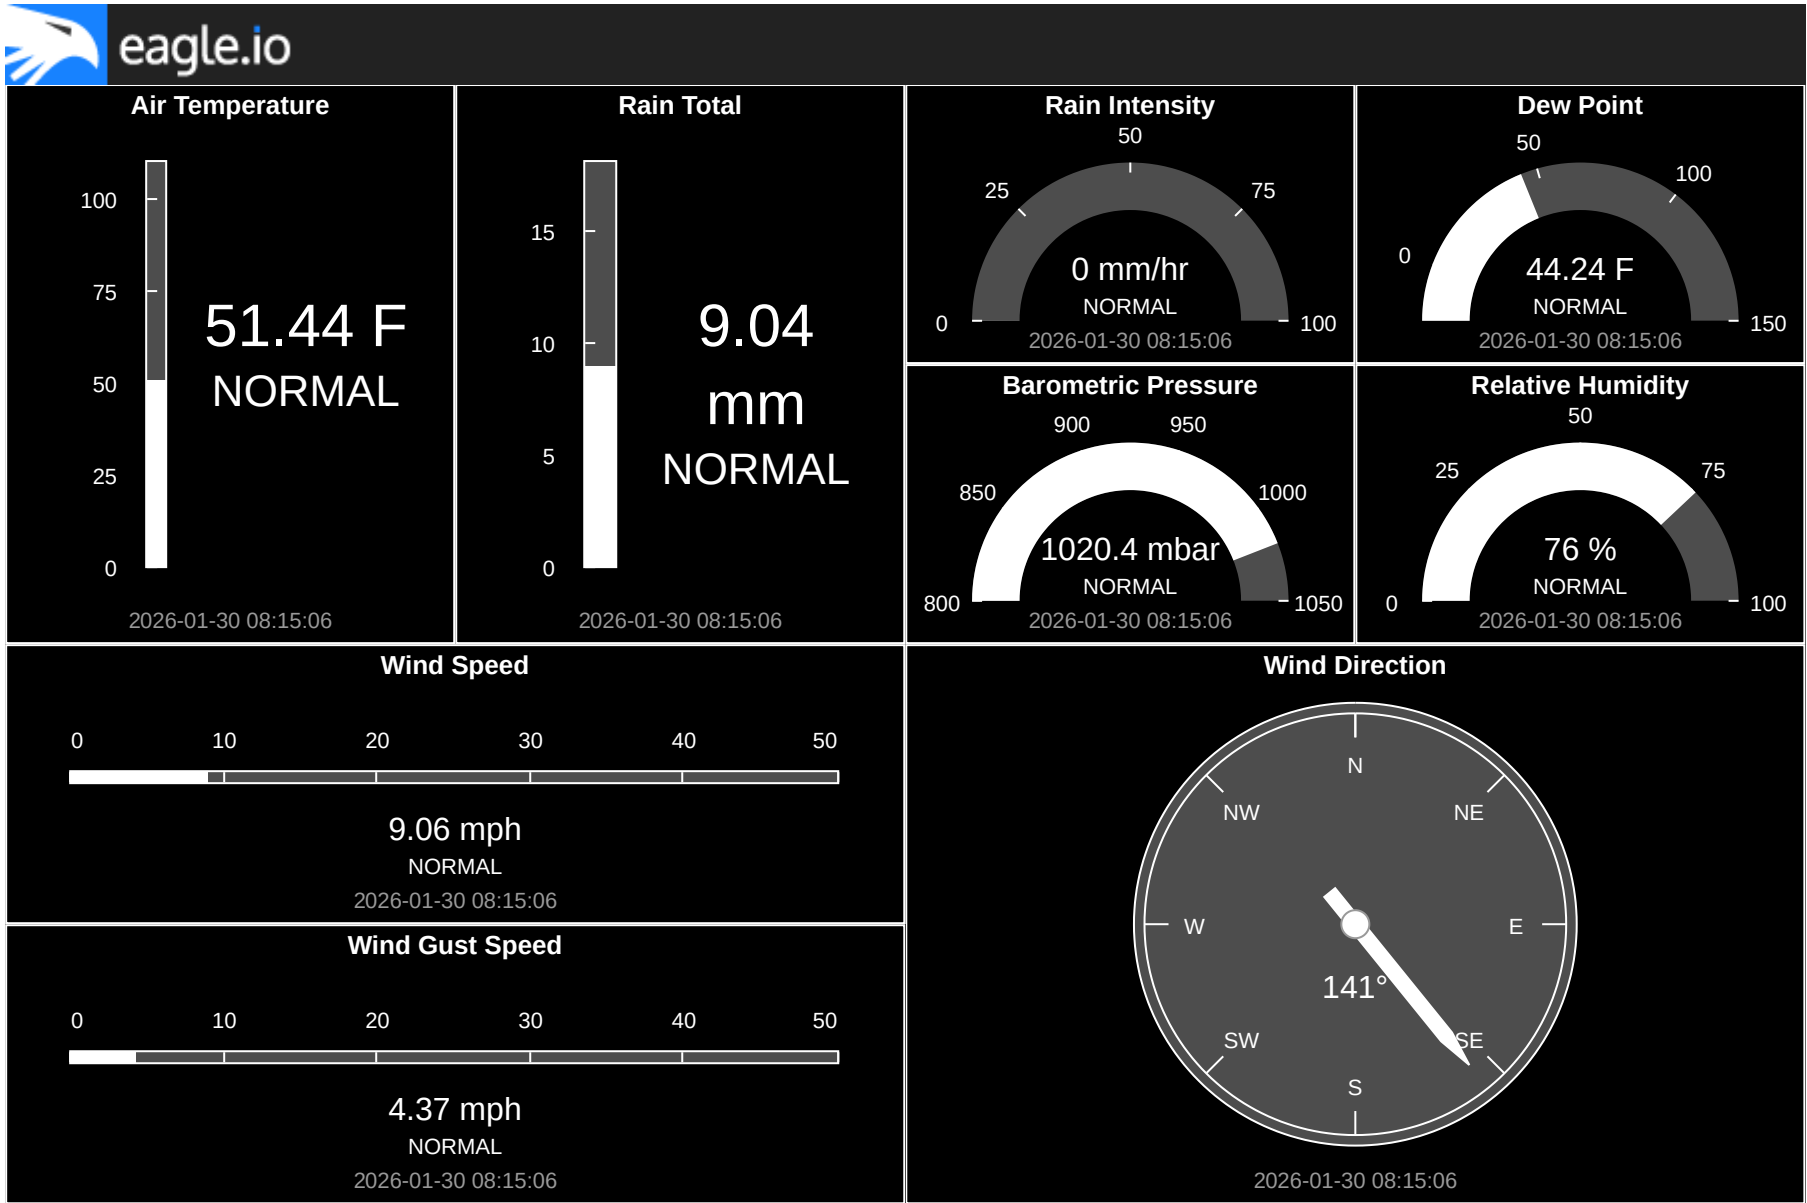 eagle.io
Air Temperature
100
75
50
25
0
51.44 F
NORMAL
2026-01-30 08:15:06
Rain Total
15
10
5
0
9.04
mm
NORMAL
2026-01-30 08:15:06
Rain Intensity
50
25
75
0
100
0 mm/hr
NORMAL
2026-01-30 08:15:06
Dew Point
50
100
0
150
44.24 F
NORMAL
2026-01-30 08:15:06
Barometric Pressure
900
950
850
1000
800
1050
1020.4 mbar
NORMAL
2026-01-30 08:15:06
Relative Humidity
50
25
75
0
100
76 %
NORMAL
2026-01-30 08:15:06
Wind Speed
0 10 20 30 40 50
9.06 mph
NORMAL
2026-01-30 08:15:06
Wind Gust Speed
0 10 20 30 40 50
4.37 mph
NORMAL
2026-01-30 08:15:06
Wind Direction
N
NW
NE
W
E
141°
SW
SE
S
2026-01-30 08:15:06